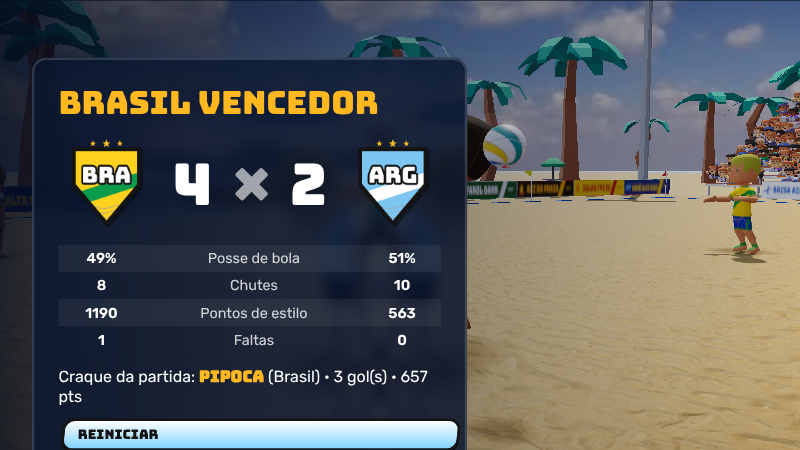 BRASIL VENCEDOR
BRA 4 × 2 ARG
49% Posse de bola 51%
8 Chutes 10
1190 Pontos de estilo 563
1 Faltas 0
Craque da partida: PIPOCA (Brasil) • 3 gol(s) • 657
pts
REINICIAR